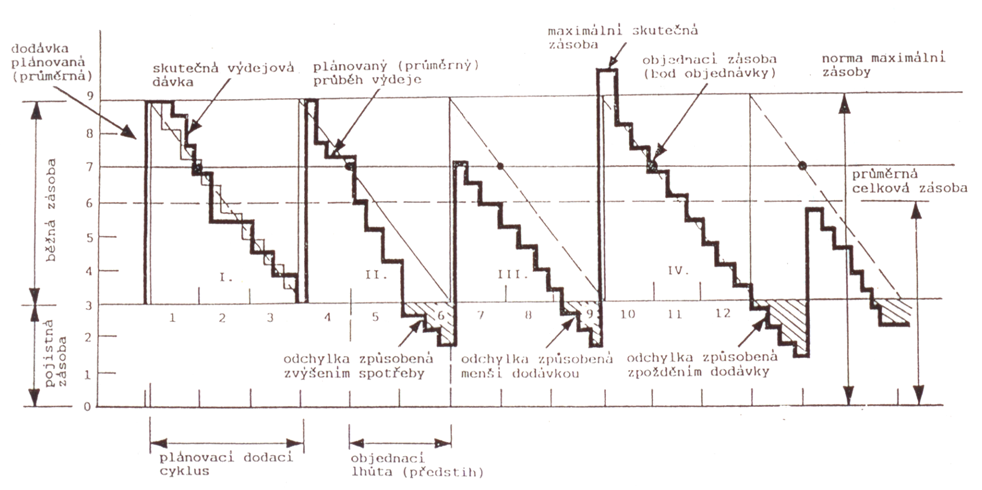 dodávka
plánovaná
(průměrná)
skutečná výdejová
dávka
plánovaný (průměrný)
průběh výdeje
maximální skutečná
zásoba
objednací zásoba
(bod objednávky)
norma maximální
zásoby
průměrná
celková zásoba
běžná zásoba
pojistná
zásoba
9
8
7
6
5
4
3
2
1
0
I.
II.
III.
IV.
1
2
3
4
5
6
7
8
9
10
11
12
odchylka způsobená
zvýšením spotřeby
odchylka způsobená
menší dodávkou
odchylka způsobená
zpožděním dodávky
plánovací dodací
cyklus
objednací
lhůta (předstih)